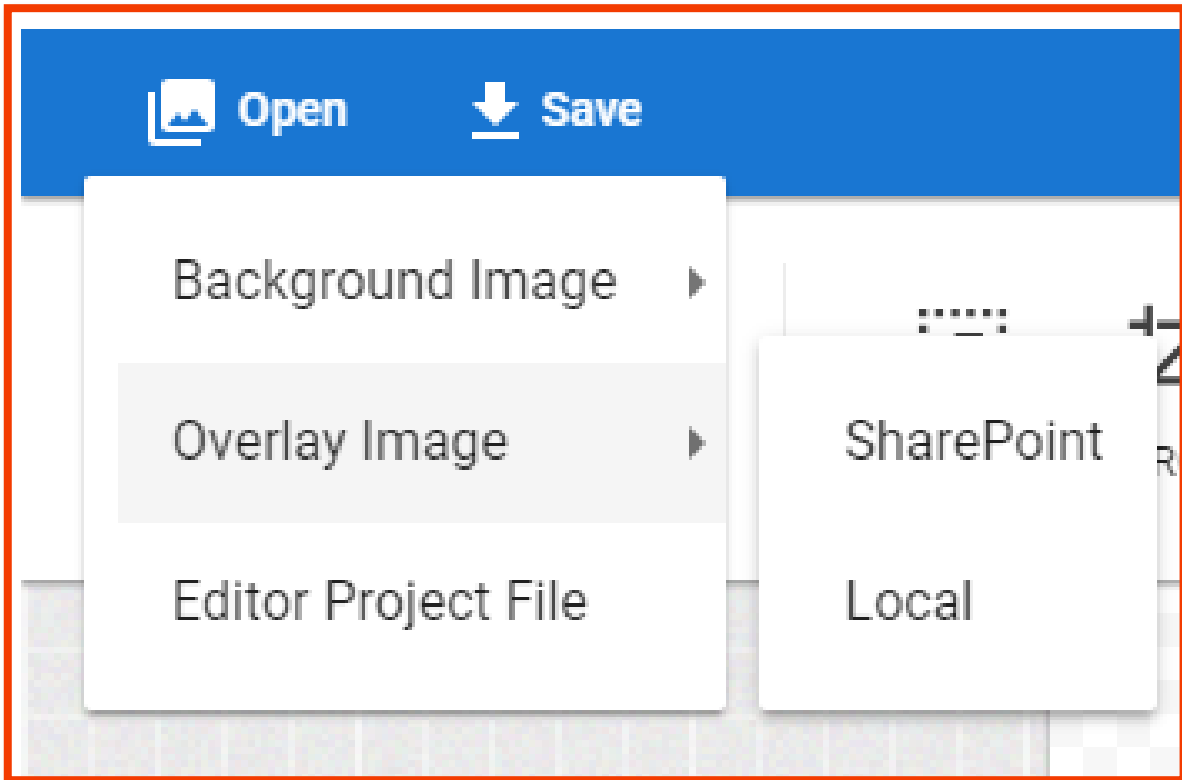 Open Save
Background Image
Overlay Image
SharePoint
Editor Project File
Local